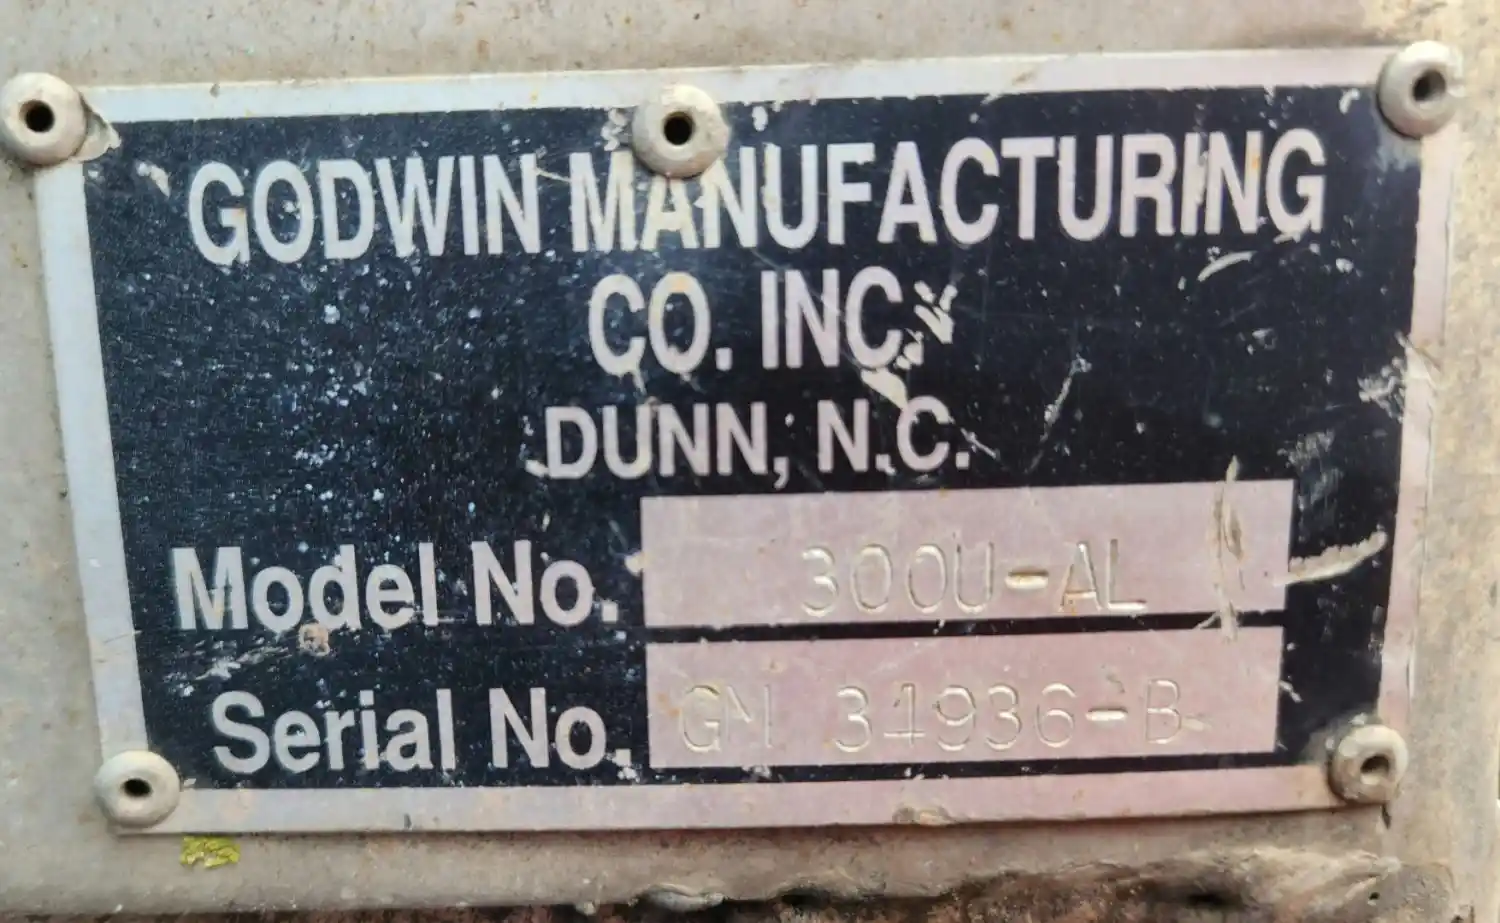 GODWIN MANUFACTURING
CO. INC.
DUNN, N.C.
Model No. 300U-AL
Serial No. GM 34936-B